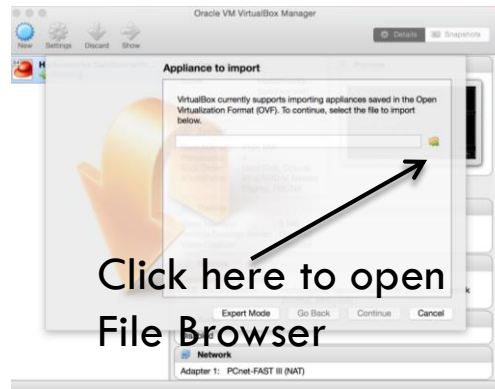 Oracle VM VirtualBox Manager
New Settings Discard Show
Details Snapshots
Appliance to import
VirtualBox currently supports importing appliances saved in the Open
Virtualization Format (OVF). To continue, select the file to import
below.
Click here to open
File Browser
Expert Mode Go Back Continue Cancel
Disabled
Network
Adapter 1: PCnet-FAST III (NAT)